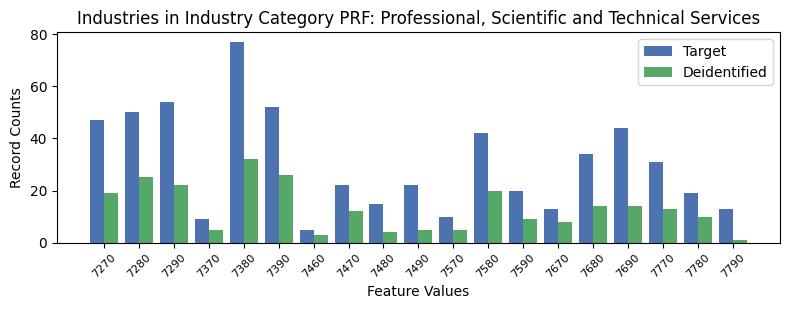 Industries in Industry Category PRF: Professional, Scientific and Technical Services
Target
Deidentified
Record Counts
80
60
40
20
0
7270 7280 7290 7370 7380 7390 7460 7470 7480 7490 7570 7580 7590 7670 7680 7690 7770 7780 7790
Feature Values